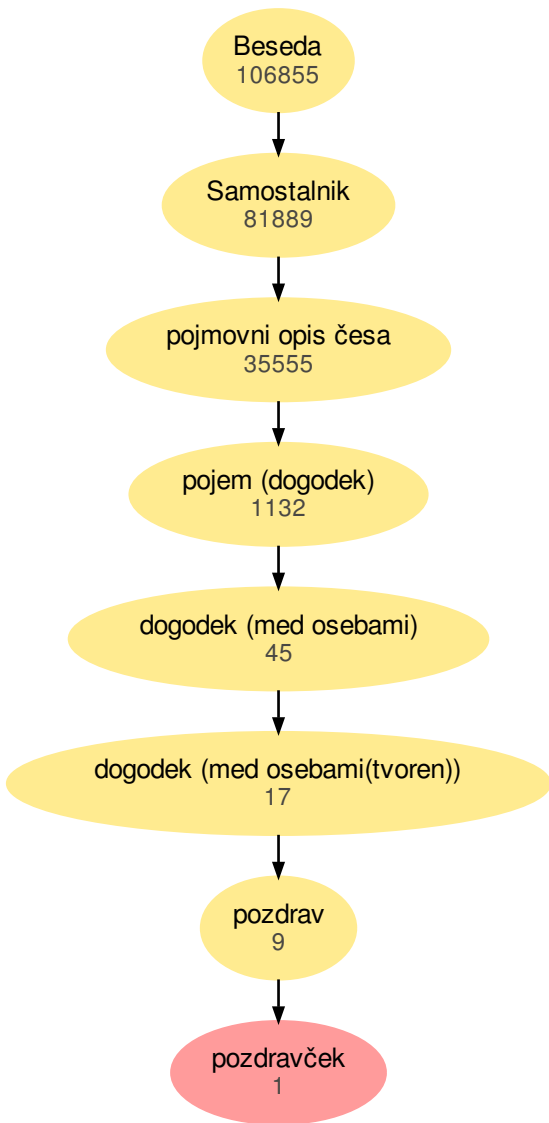 Beseda
106855
Samostalnik
81889
pojmovni opis česa
35555
pojem (dogodek)
1132
dogodek (med osebami)
45
dogodek (med osebami(tvoren))
17
pozdrav
9
pozdravček
1